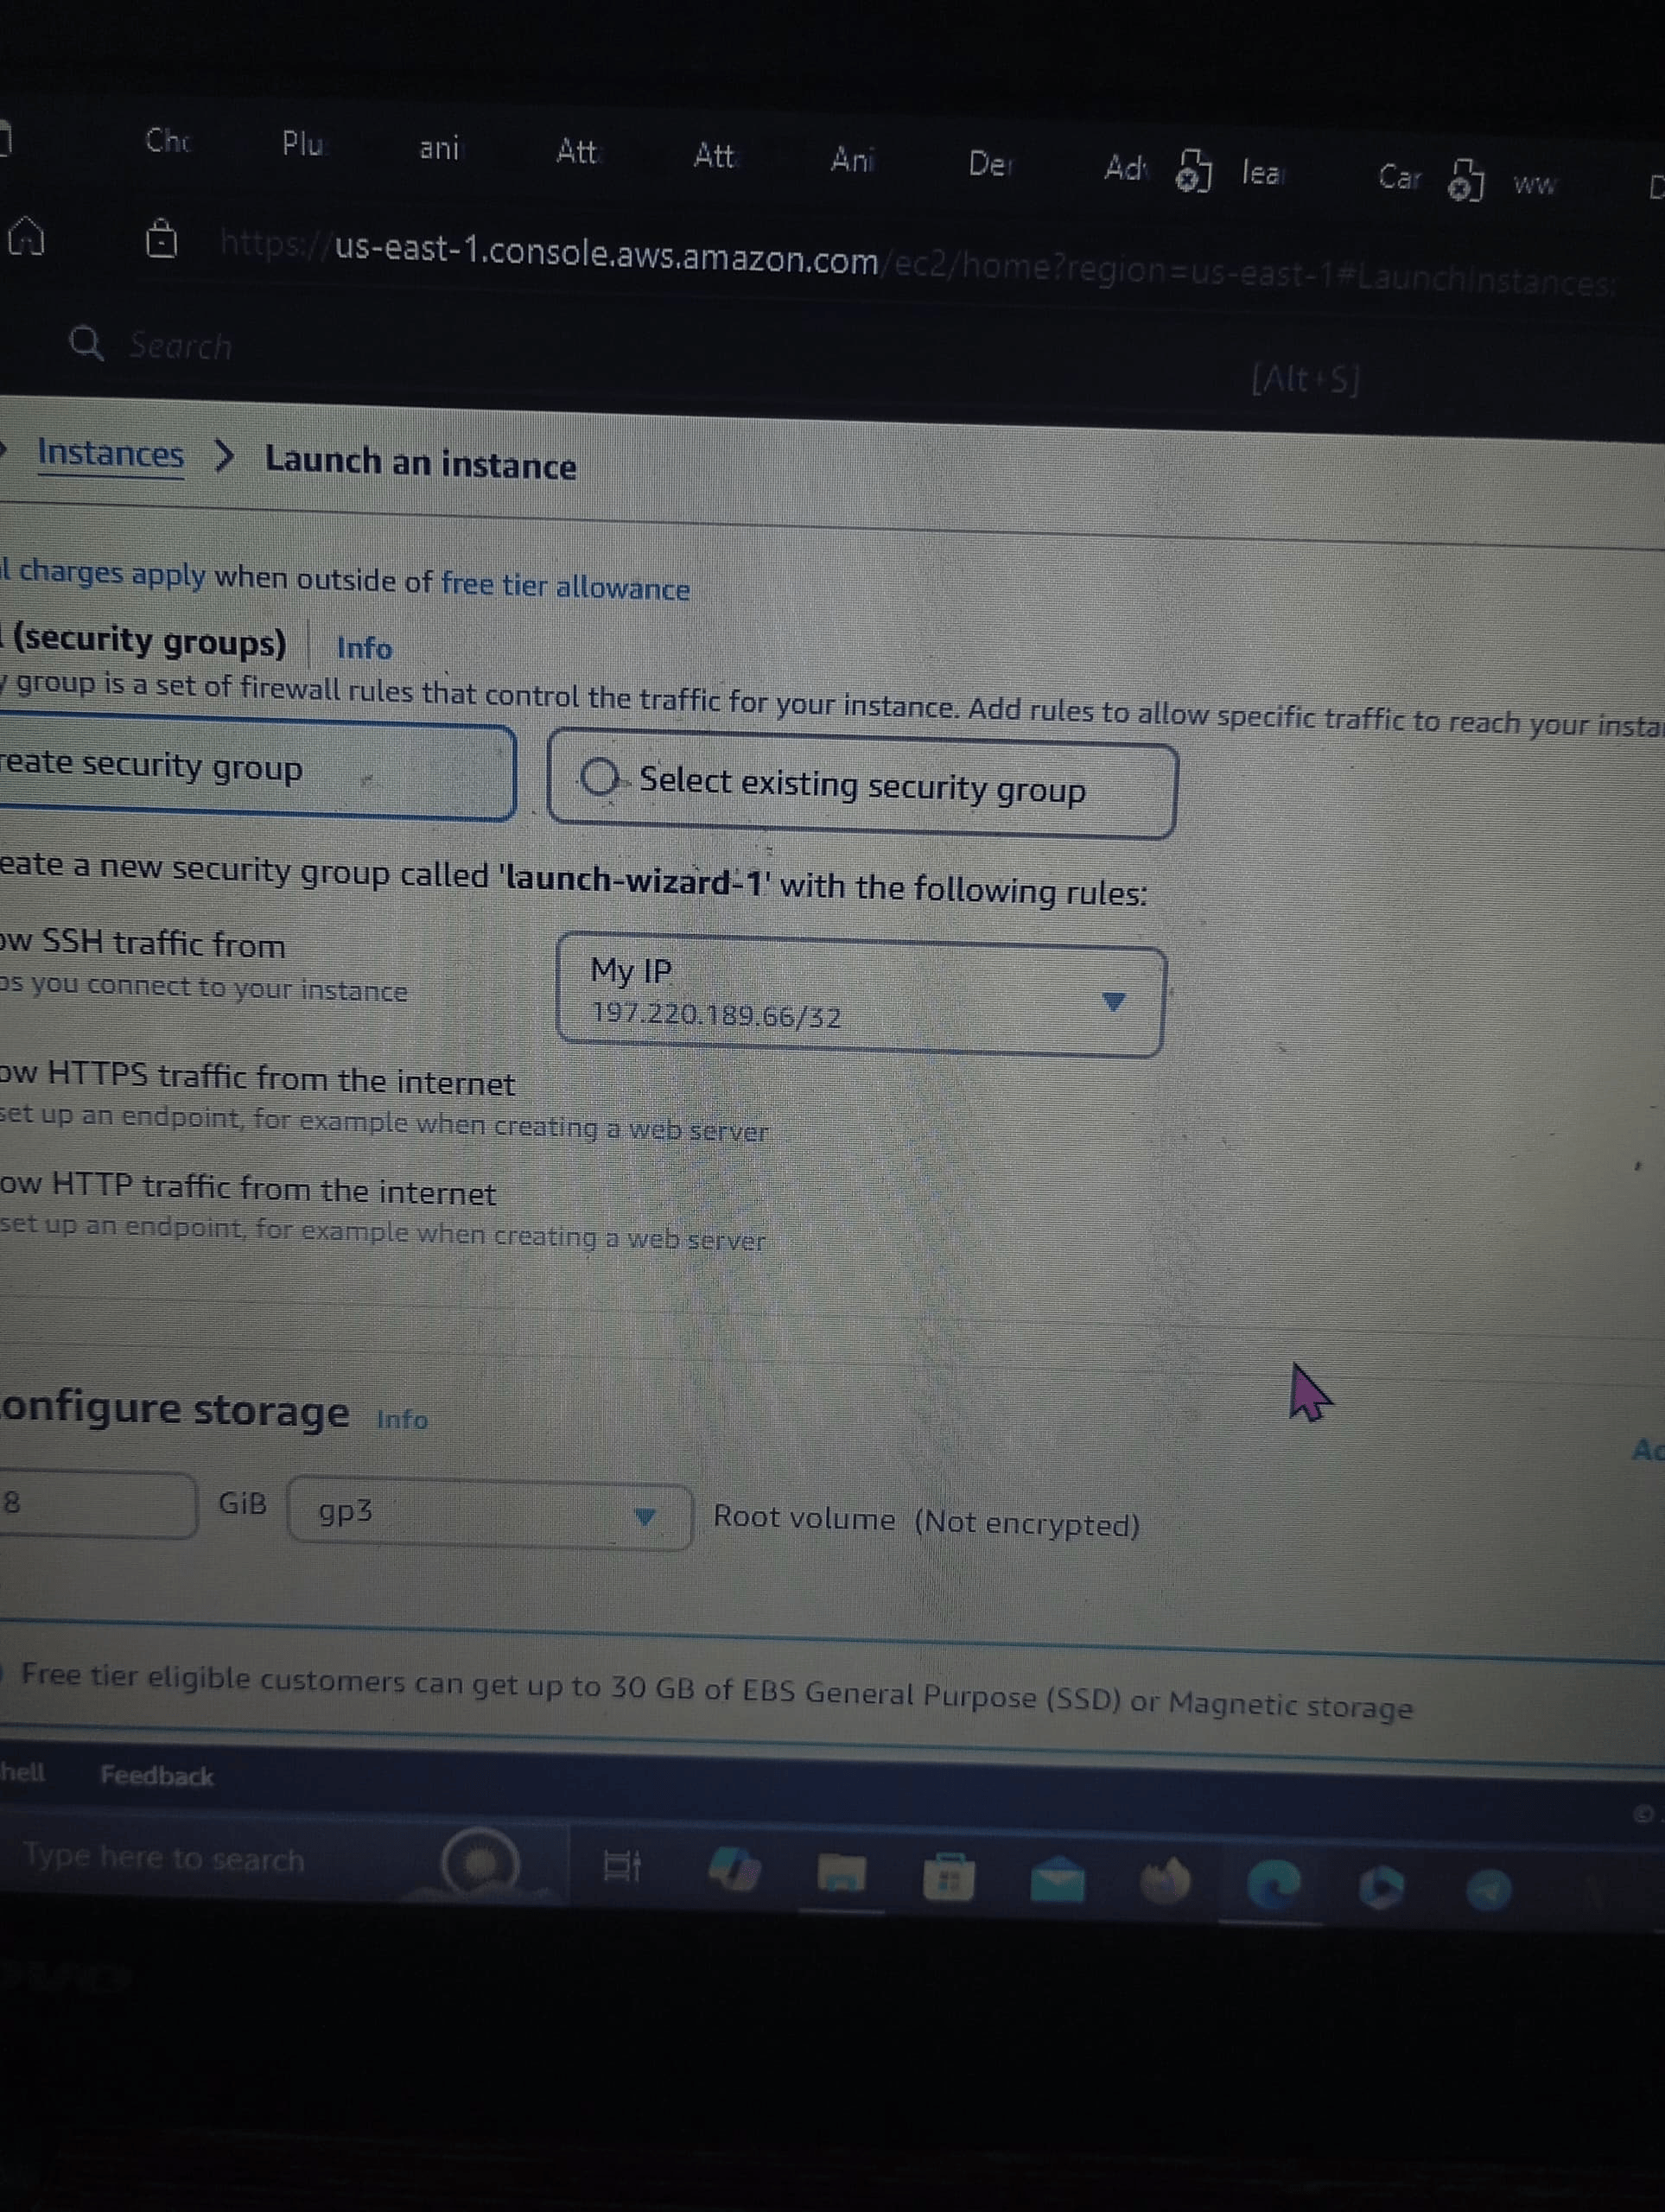 Cho Plu ani Att Att Ani Der Adv lea Car ww
https://us-east-1.console.aws.amazon.com/ec2/home?region=us-east-1#LaunchInstances:
Search [Alt+S]
Instances > Launch an instance
l charges apply when outside of free tier allowance
(security groups) Info
y group is a set of firewall rules that control the traffic for your instance. Add rules to allow specific traffic to reach your insta
reate security group
Select existing security group
eate a new security group called 'launch-wizard-1' with the following rules:
ow SSH traffic from
ps you connect to your instance
My IP
197.220.189.66/32
ow HTTPS traffic from the internet
set up an endpoint, for example when creating a web server
ow HTTP traffic from the internet
set up an endpoint, for example when creating a web server
onfigure storage Info
Ad
8 GiB gp3 Root volume (Not encrypted)
Free tier eligible customers can get up to 30 GB of EBS General Purpose (SSD) or Magnetic storage
hell Feedback ©
Type here to search